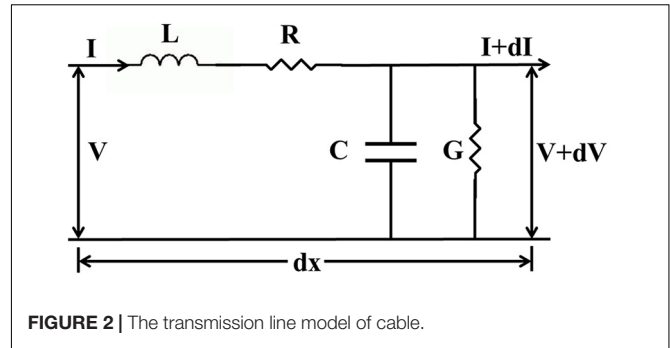 L
R
I
I+dI
V
C
G
V+dV
dx
FIGURE 2 | The transmission line model of cable.